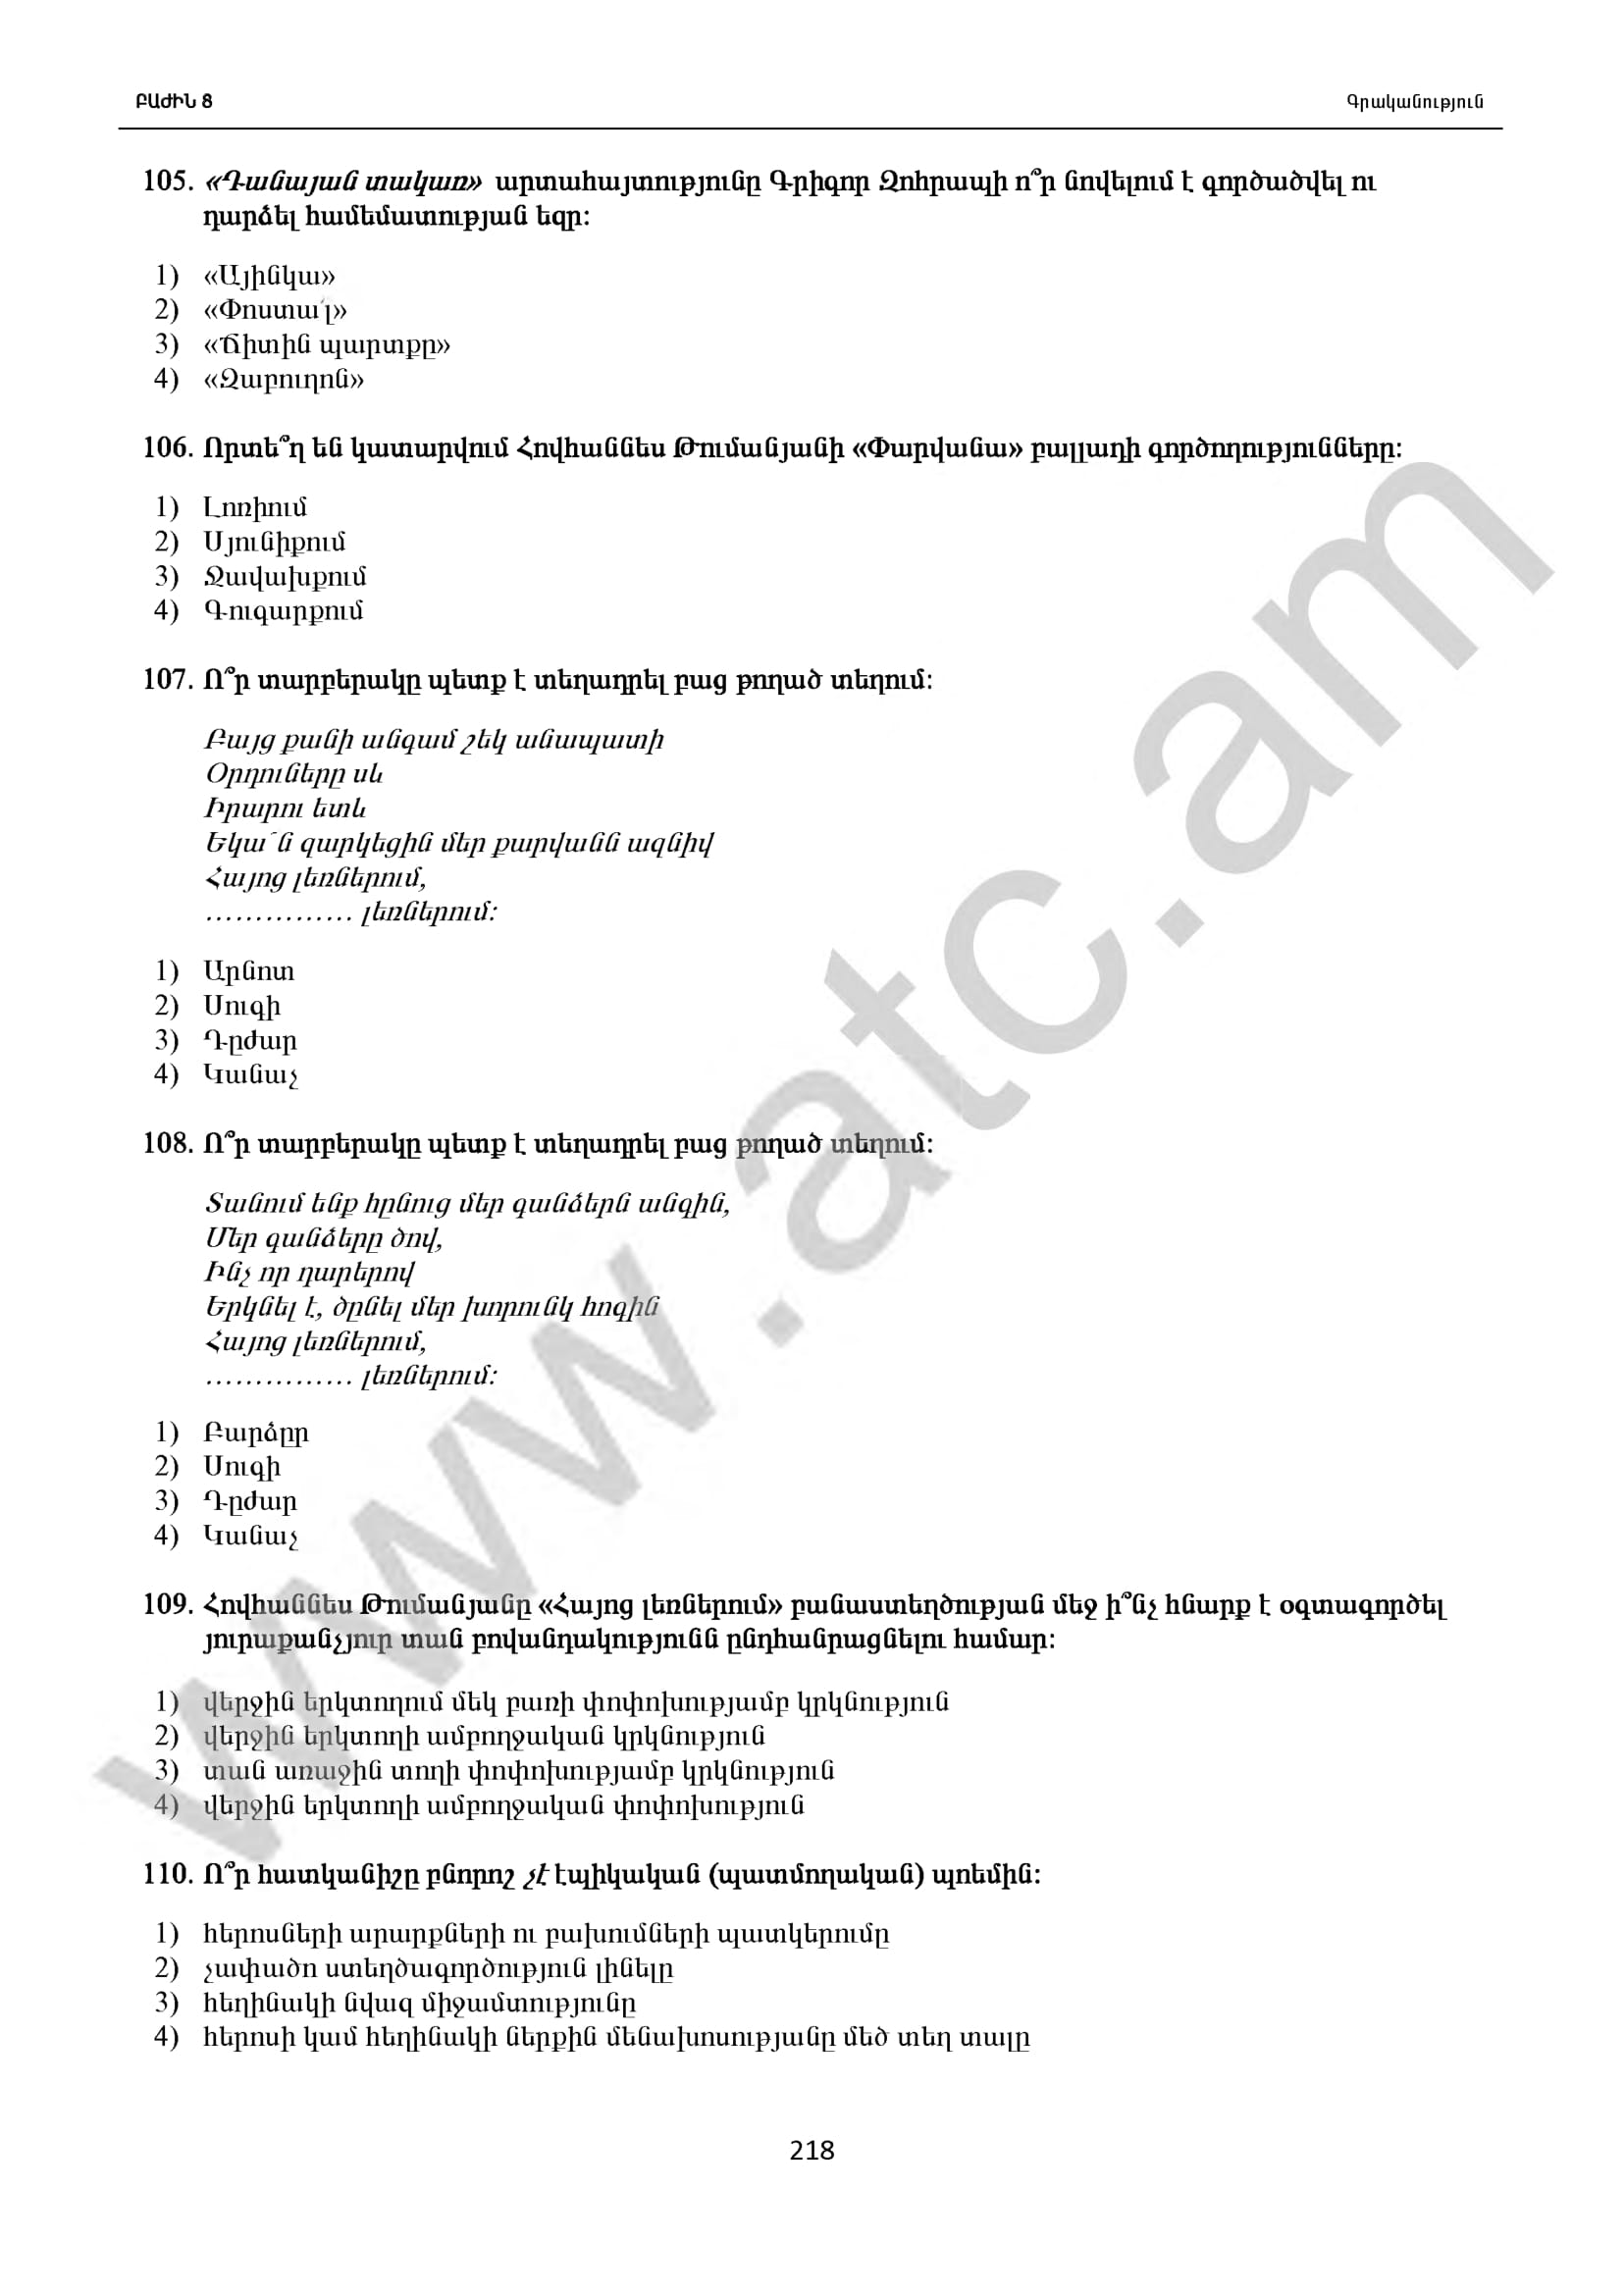 ԲԱԺԻՆ 8 Գրականություն
105. «Դանայան տակառ» արտահայտությունը Գրիգոր Զոհրապի ո՞ր նովելում է գործածվել ու
դարձել համեմատության եզր:
1) «Այինկա»
2) «Փոստա՛լ»
3) «Ճիտին պարտքը»
4) «Զաբուղոն»
106. Որտե՞ղ են կատարվում Հովհաննես Թումանյանի «Փարվանա» բալլադի գործողությունները:
1) Լոռիում
2) Սյունիքում
3) Ջավախքում
4) Գուգարքում
107. Ո՞ր տարբերակը պետք է տեղադրել բաց թողած տեղում:
Բայց քանի անգամ շեկ անապատի
Օրդուները սև
Իրարու ետև
Եկա՜ն զարկեցին մեր քարվանն ազնիվ
Հայոց լեռներում,
............... լեռներում:
1) Արնոտ
2) Սուգի
3) Դըժար
4) Կանաչ
108. Ո՞ր տարբերակը պետք է տեղադրել բաց թողած տեղում:
Տանում ենք հընուց մեր գանձերն անգին,
Մեր գանձերը ծով,
Ինչ որ դարերով
Երկնել է, ծընել մեր խորունկ հոգին
Հայոց լեռներում,
............... լեռներում:
1) Բարձըր
2) Սուգի
3) Դըժար
4) Կանաչ
109. Հովհաննես Թումանյանը «Հայոց լեռներում» բանաստեղծության մեջ ի՞նչ հնարք է օգտագործել
յուրաքանչյուր տան բովանդակությունն ընդհանրացնելու համար:
1) վերջին երկտողում մեկ բառի փոփոխությամբ կրկնություն
2) վերջին երկտողի ամբողջական կրկնություն
3) տան առաջին տողի փոփոխությամբ կրկնություն
4) վերջին երկտողի ամբողջական փոփոխություն
110. Ո՞ր հատկանիշը բնորոշ չէ էպիկական (պատմողական) պոեմին:
1) հերոսների արարքների ու բախումների պատկերումը
2) չափածո ստեղծագործություն լինելը
3) հեղինակի նվազ միջամտությունը
4) հերոսի կամ հեղինակի ներքին մենախոսությանը մեծ տեղ տալը
218
www.atc.am